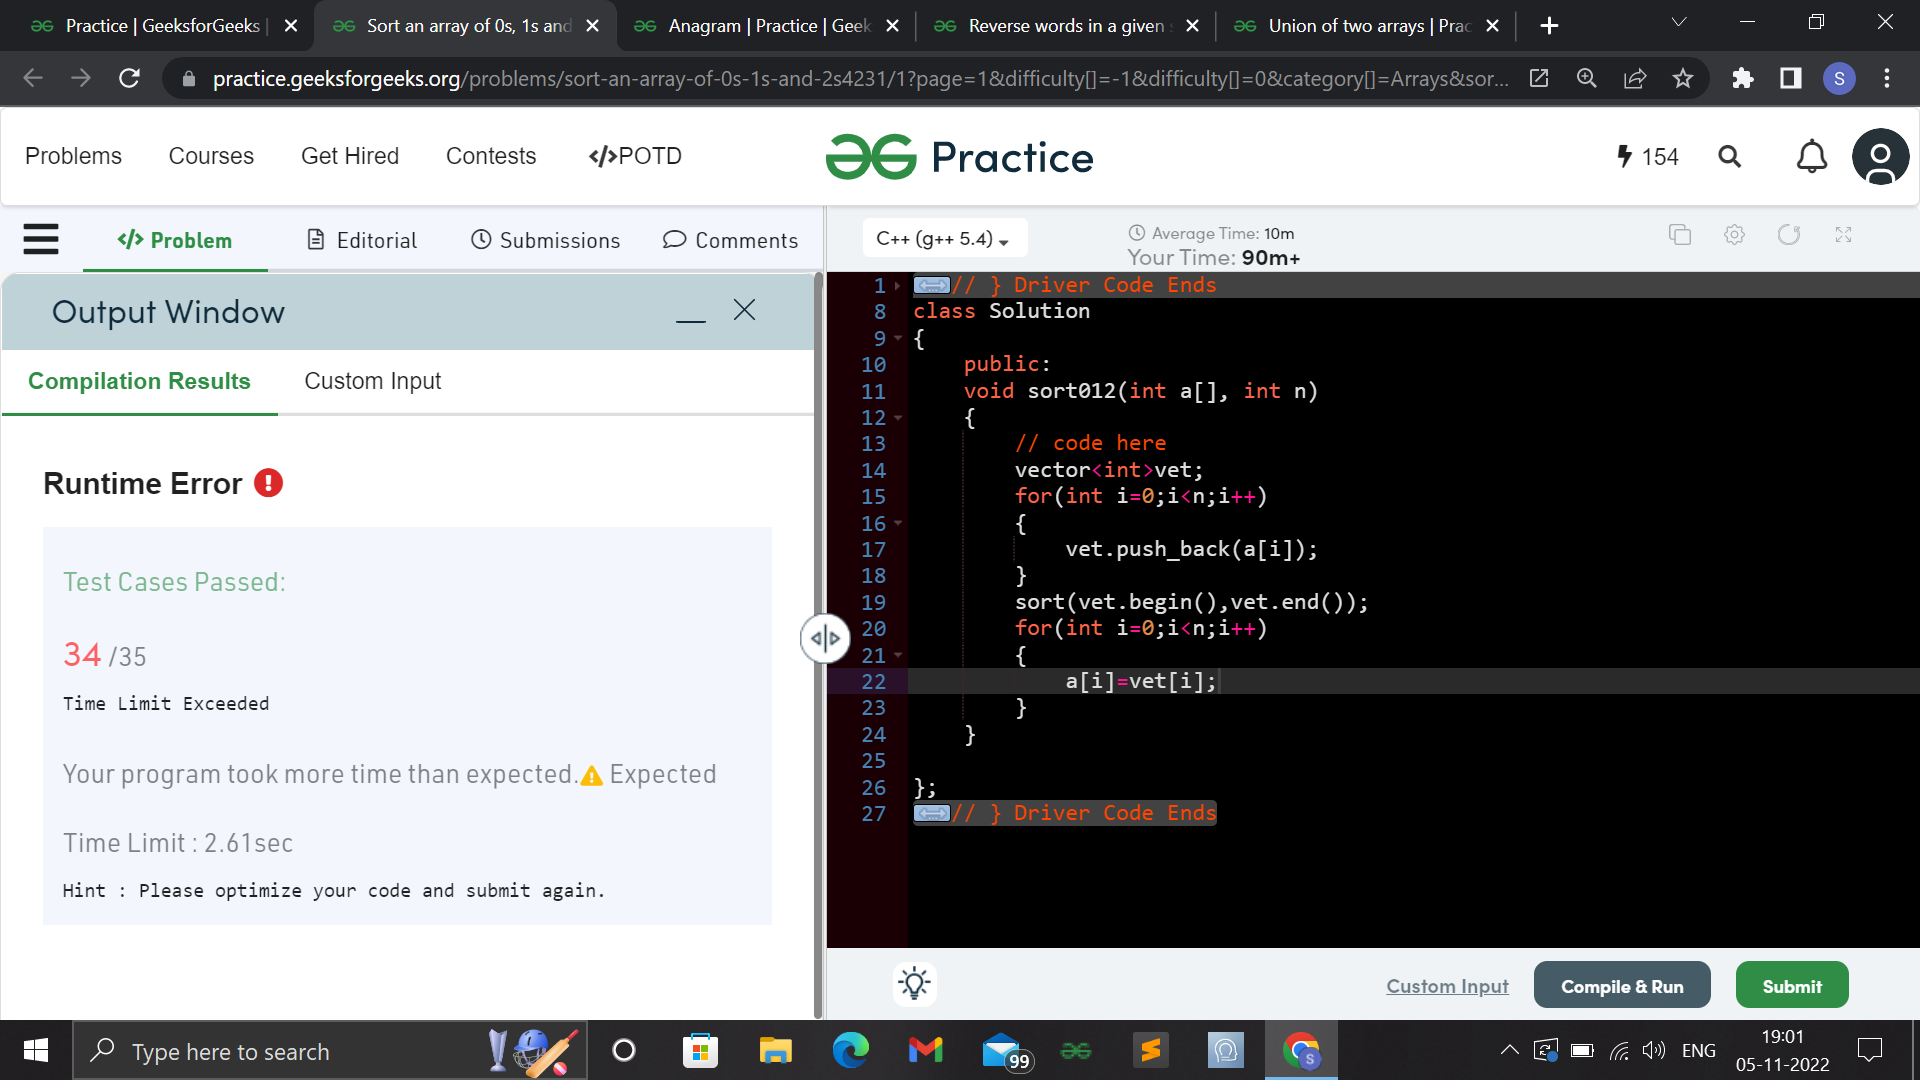 Practice | GeeksforGeeks |
Sort an array of 0s, 1s and
Anagram | Practice | Geek
Reverse words in a given
Union of two arrays | Prac
practice.geeksforgeeks.org/problems/sort-an-array-of-0s-1s-and-2s4231/1?page=1&difficulty[]=-1&difficulty[]=0&category[]=Arrays&sor...
S
Problems
Courses
Get Hired
Contests
</>POTD
Practice
154
</> Problem
Editorial
Submissions
Comments
C++ (g++ 5.4)
Average Time: 10m
Your Time: 90m+
Output Window
Compilation Results
Custom Input
Runtime Error
Test Cases Passed:
34 /35
Time Limit Exceeded
Your program took more time than expected. Expected
Time Limit : 2.61sec
Hint : Please optimize your code and submit again.
1 // } Driver Code Ends
8 class Solution
9 {
10 public:
11 void sort012(int a[], int n)
12 {
13 // code here
14 vector<int>vet;
15 for(int i=0;i<n;i++)
16 {
17 vet.push_back(a[i]);
18 }
19 sort(vet.begin(),vet.end());
20 for(int i=0;i<n;i++)
21 {
22 a[i]=vet[i];
23 }
24 }
25
26 };
27 // } Driver Code Ends
Custom Input
Compile & Run
Submit
Type here to search
99
S
ENG
19:01
05-11-2022